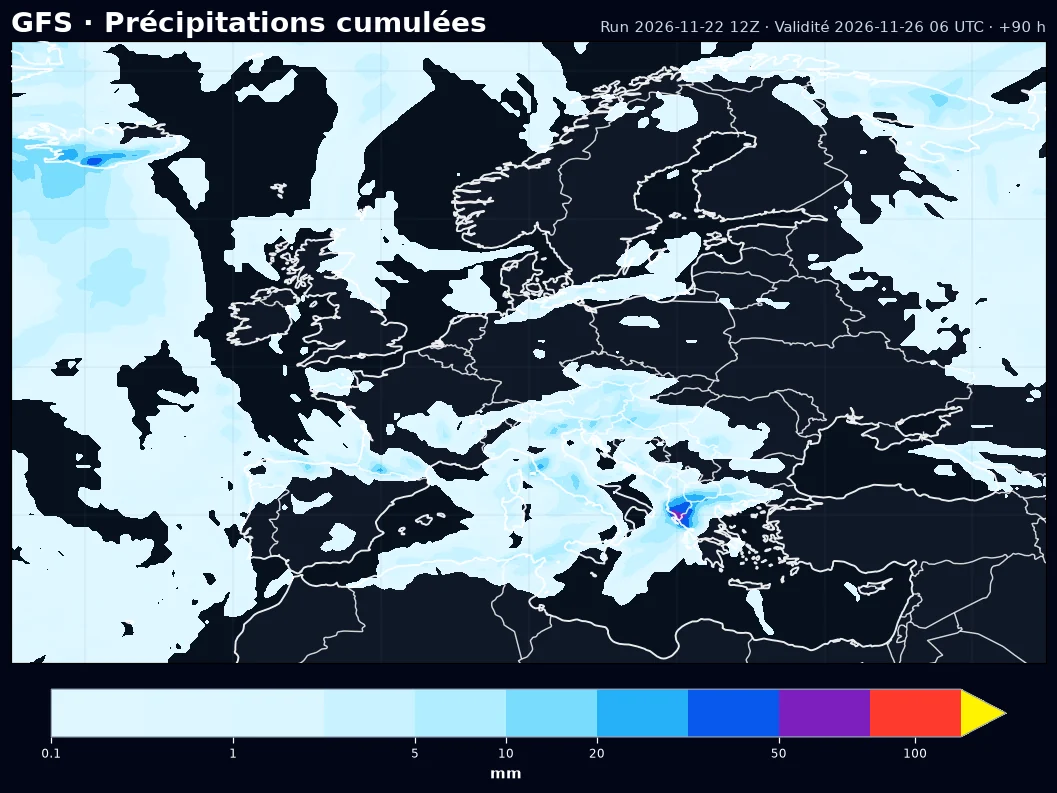 GFS · Précipitations cumulées
Run 2026-11-22 12Z · Validité 2026-11-26 06 UTC · +90 h
0.1 1 5 10 20 50 100
mm